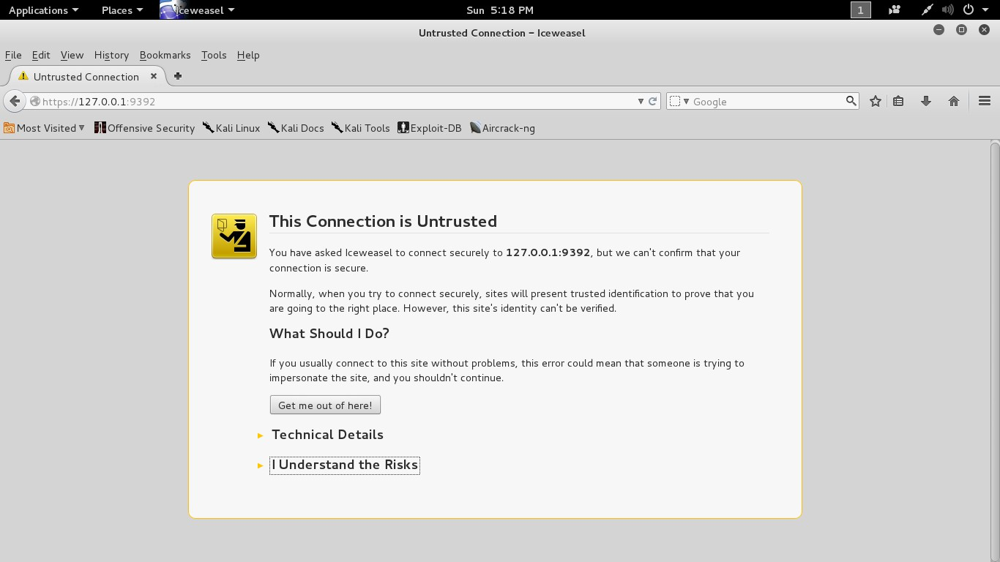 Applications Places Iceweasel Sun 5:18 PM 1
Untrusted Connection - Iceweasel
File Edit View History Bookmarks Tools Help
Untrusted Connection
https://127.0.0.1:9392 Google
Most Visited Offensive Security Kali Linux Kali Docs Kali Tools Exploit-DB Aircrack-ng
This Connection is Untrusted
You have asked Iceweasel to connect securely to 127.0.0.1:9392, but we can't confirm that your
connection is secure.
Normally, when you try to connect securely, sites will present trusted identification to prove that you
are going to the right place. However, this site's identity can't be verified.
What Should I Do?
If you usually connect to this site without problems, this error could mean that someone is trying to
impersonate the site, and you shouldn't continue.
Get me out of here!
Technical Details
I Understand the Risks